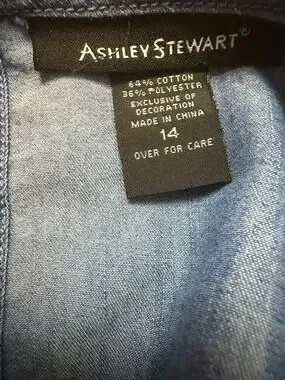 ASHLEY STEWART®
64% COTTON
36% POLYESTER
EXCLUSIVE OF
DECORATION
MADE IN CHINA
14
OVER FOR CARE